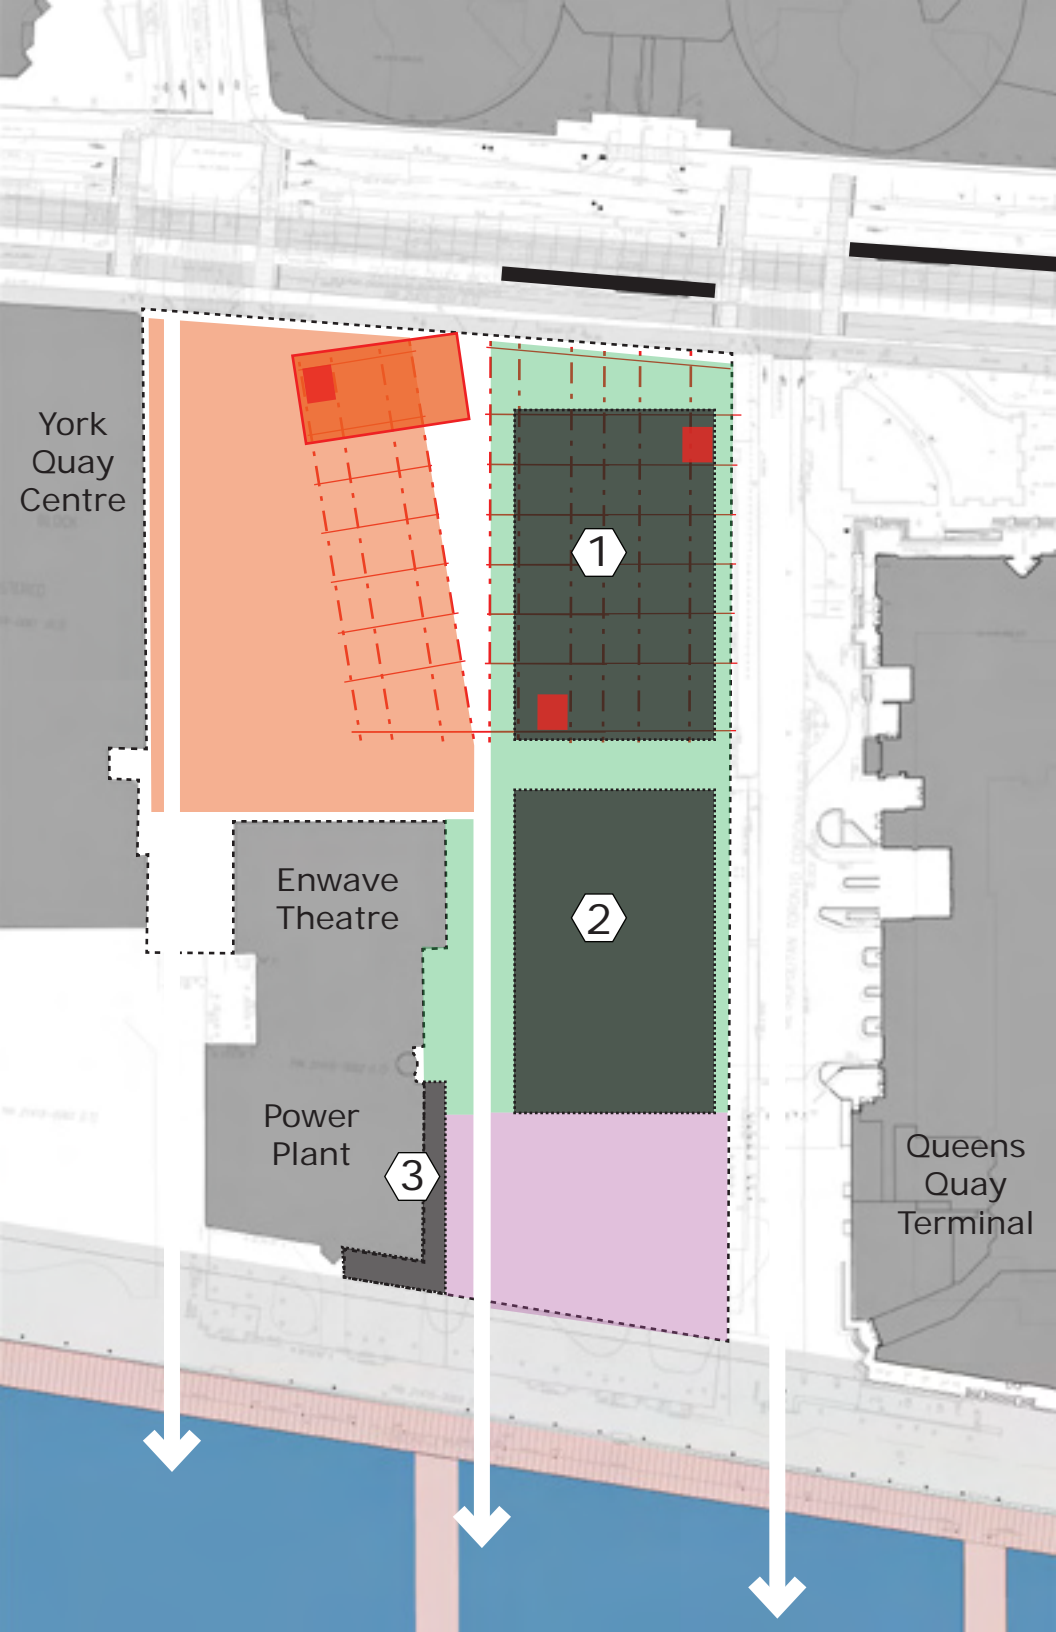 York
Quay
Centre
1
Enwave
Theatre
2
Power
Plant
3
Queens
Quay
Terminal